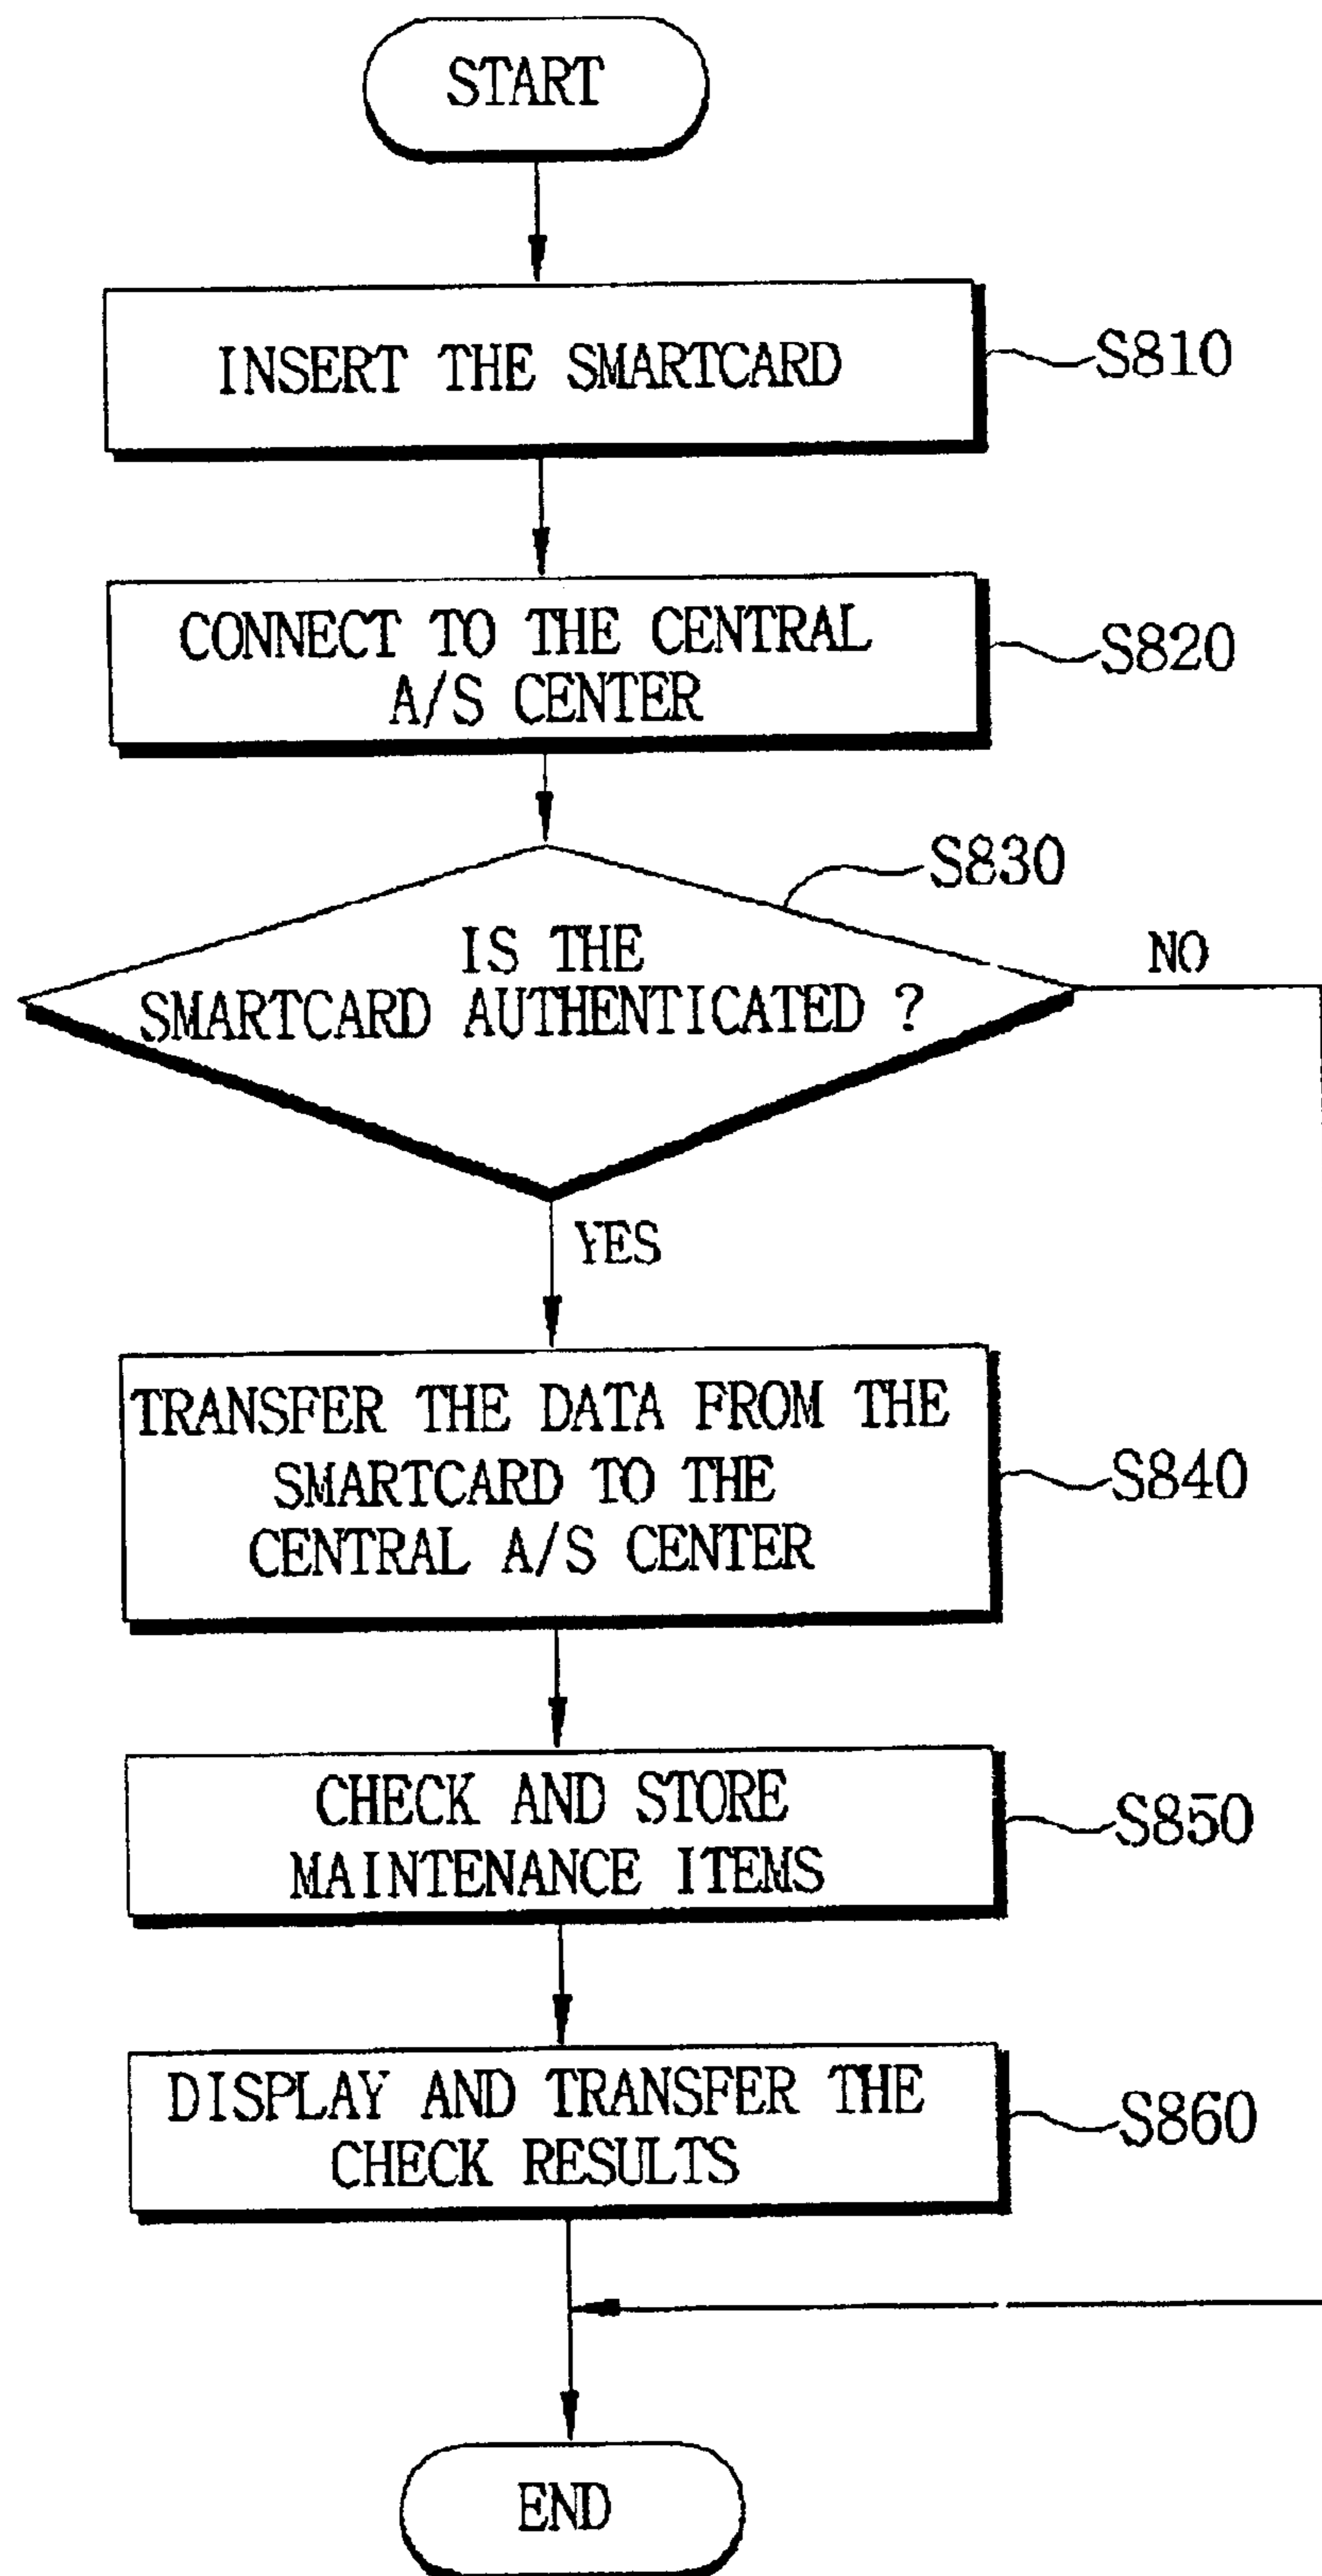 START
INSERT THE SMARTCARD
S810
CONNECT TO THE CENTRAL
A/S CENTER
S820
S830
IS THE
SMARTCARD AUTHENTICATED ?
NO
YES
TRANSFER THE DATA FROM THE
SMARTCARD TO THE
CENTRAL A/S CENTER
S840
CHECK AND STORE
MAINTENANCE ITEMS
S850
DISPLAY AND TRANSFER THE
CHECK RESULTS
S860
END